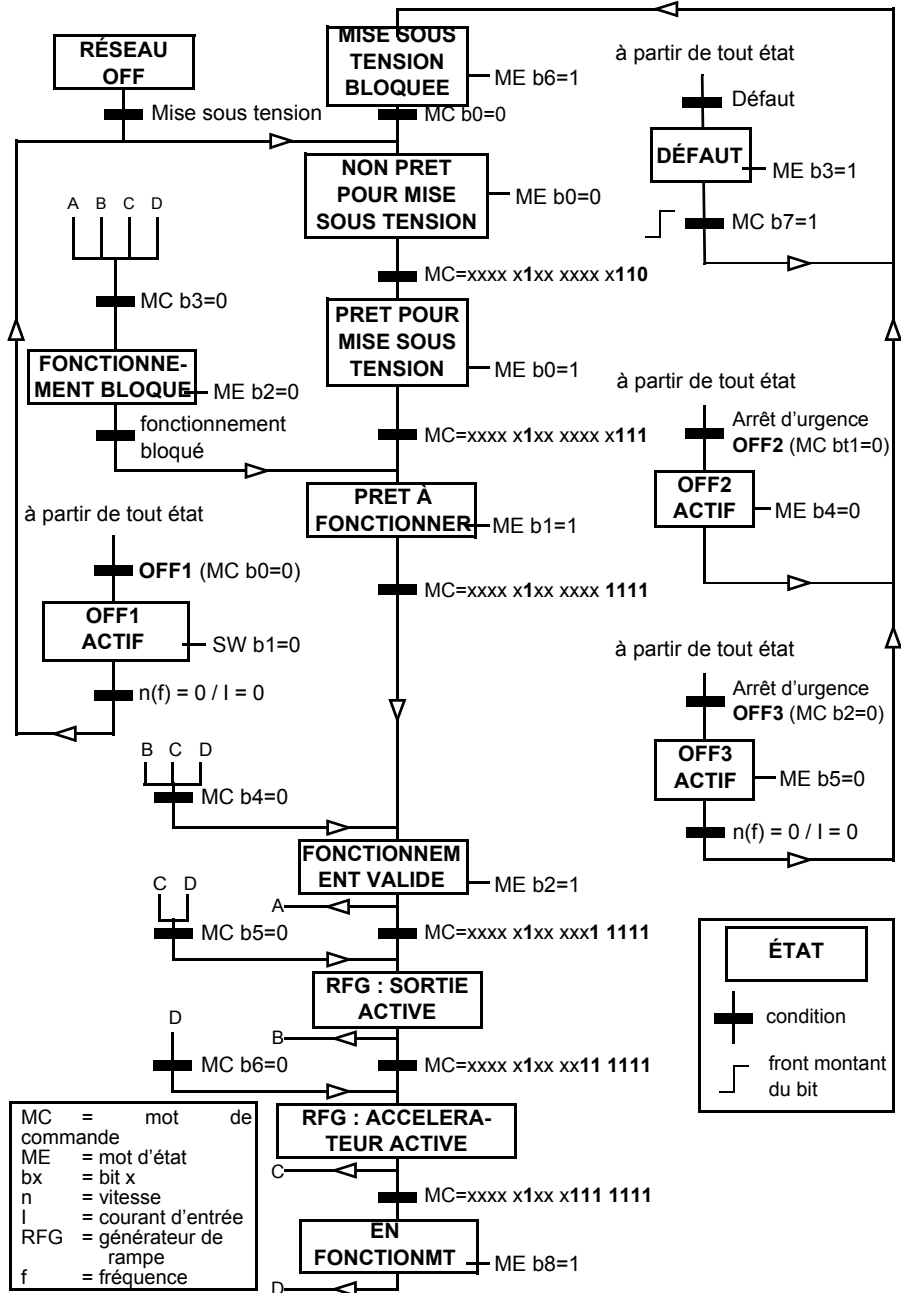 RÉSEAU
OFF
Mise sous tension
MISE SOUS
TENSION
BLOQUEE
ME b6=1
MC b0=0
à partir de tout état
Défaut
DÉFAUT
ME b3=1
MC b7=1
NON PRET
POUR MISE
SOUS TENSION
ME b0=0
A B C D
MC b3=0
MC=xxxx x1xx xxxx x110
PRET POUR
MISE SOUS
TENSION
ME b0=1
FONCTIONNE-
MENT BLOQUE
ME b2=0
fonctionnement
bloqué
MC=xxxx x1xx xxxx x111
à partir de tout état
Arrêt d'urgence
OFF2 (MC bt1=0)
OFF2
ACTIF
ME b4=0
PRET À
FONCTIONNER
ME b1=1
à partir de tout état
OFF1 (MC b0=0)
OFF1
ACTIF
SW b1=0
n(f) = 0 / I = 0
MC=xxxx x1xx xxxx 1111
à partir de tout état
Arrêt d'urgence
OFF3 (MC b2=0)
OFF3
ACTIF
ME b5=0
n(f) = 0 / I = 0
B C D
MC b4=0
FONCTIONNEM
ENT VALIDE
ME b2=1
A
C D
MC b5=0
MC=xxxx x1xx xxx1 1111
RFG : SORTIE
ACTIVE
B
D
MC b6=0
MC=xxxx x1xx xx11 1111
RFG : ACCELERA-
TEUR ACTIVE
C
MC=xxxx x1xx x111 1111
EN
FONCTIONMT
ME b8=1
D
ÉTAT
condition
front montant
du bit
MC = mot de
commande
ME = mot d'état
bx = bit x
n = vitesse
I = courant d'entrée
RFG = générateur de
rampe
f = fréquence